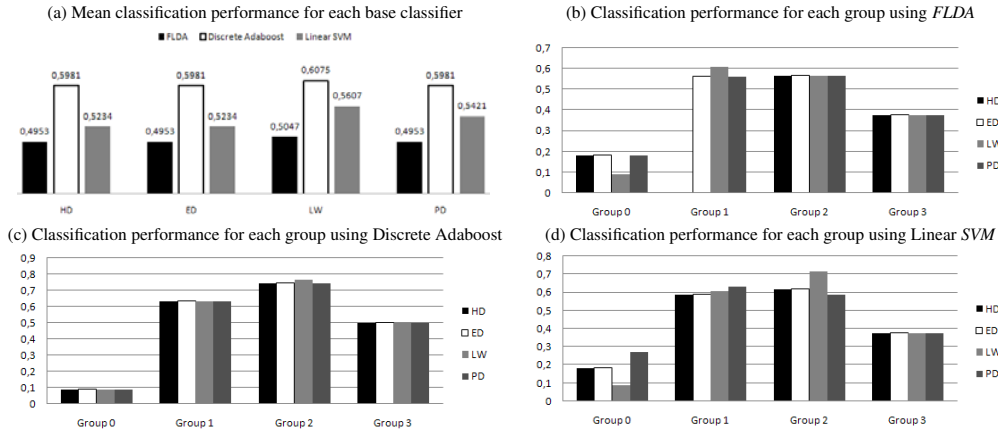 (a) Mean classification performance for each base classifier
FLDA Discrete Adaboost Linear SVM
0,4953 0,5981 0,5234 0,4953 0,5981 0,5234 0,5047 0,6075 0,5607 0,4953 0,5981 0,5421
HD ED LW PD
(b) Classification performance for each group using FLDA
0,7
0,6
0,5
0,4
0,3
0,2
0,1
0
Group 0 Group 1 Group 2 Group 3
HD
ED
LW
PD
(c) Classification performance for each group using Discrete Adaboost
0,9
0,8
0,7
0,6
0,5
0,4
0,3
0,2
0,1
0
Group 0 Group 1 Group 2 Group 3
HD
ED
LW
PD
(d) Classification performance for each group using Linear SVM
0,8
0,7
0,6
0,5
0,4
0,3
0,2
0,1
0
Group 0 Group 1 Group 2 Group 3
HD
ED
LW
PD